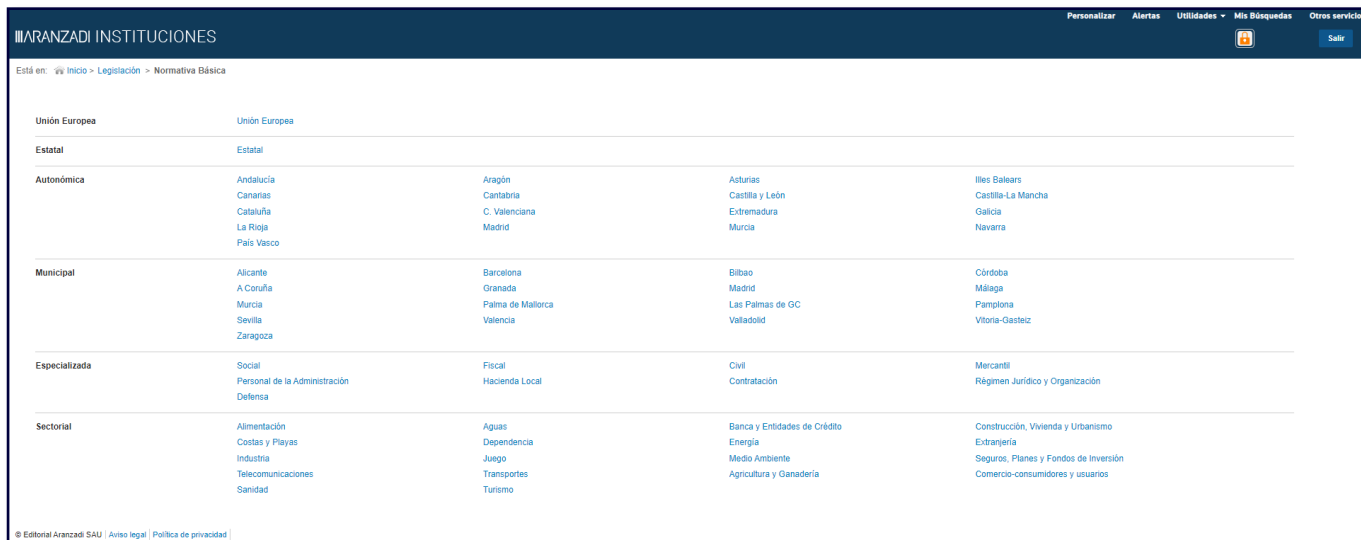 Personalizar Alertas Utilidades Mis Búsquedas Otros servicio
ARANZADI INSTITUCIONES
Salir
Está en: Inicio > Legislación > Normativa Básica
Unión Europea Unión Europea
Estatal Estatal
Autonómica Andalucía Aragón Asturias Illes Balears
Canarias Cantabria Castilla y León Castilla-La Mancha
Cataluña C. Valenciana Extremadura Galicia
La Rioja Madrid Murcia Navarra
País Vasco
Municipal Alicante Barcelona Bilbao Córdoba
A Coruña Granada Madrid Málaga
Murcia Palma de Mallorca Las Palmas de GC Pamplona
Sevilla Valencia Valladolid Vitoria-Gasteiz
Zaragoza
Especializada Social Fiscal Civil Mercantil
Personal de la Administración Hacienda Local Contratación Régimen Jurídico y Organización
Defensa
Sectorial Alimentación Aguas Banca y Entidades de Crédito Construcción, Vivienda y Urbanismo
Costas y Playas Dependencia Energía Extranjería
Industria Juego Medio Ambiente Seguros, Planes y Fondos de Inversión
Telecomunicaciones Transportes Agricultura y Ganadería Comercio-consumidores y usuarios
Sanidad Turismo
© Editorial Aranzadi SAU | Aviso legal | Política de privacidad |